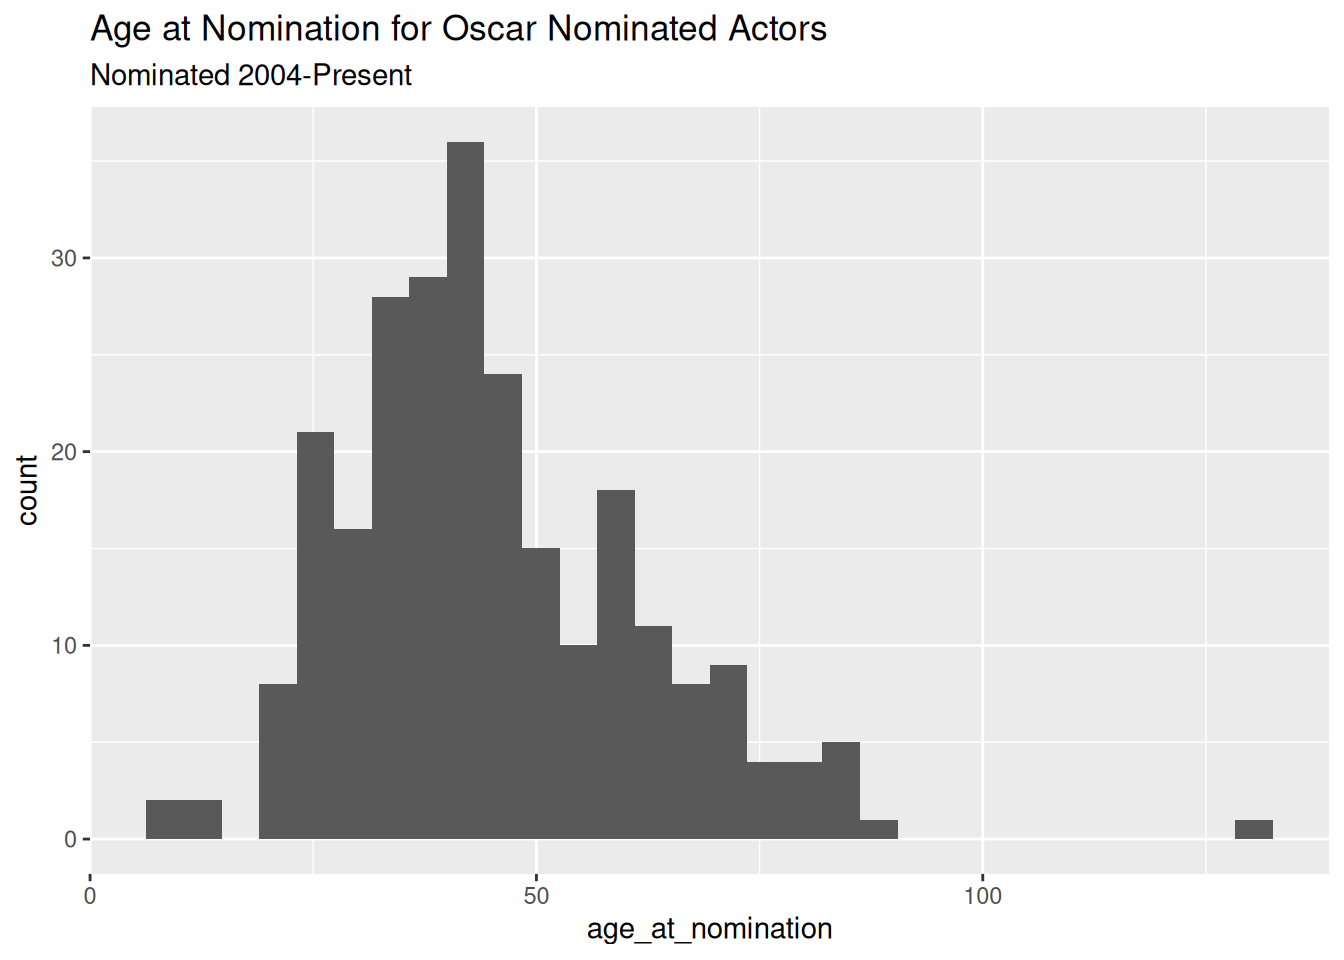 Age at Nomination for Oscar Nominated Actors
Nominated 2004-Present
30
20
10
0
count
0 50 100
age_at_nomination